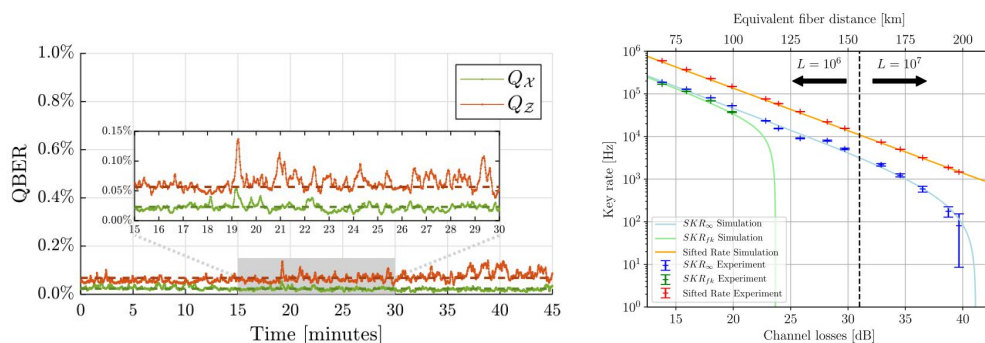 1.0%
0.8%
0.6%
0.4%
0.2%
0.0%
QBER
Q𝒳
Q𝒵
0.15%
0.10%
0.05%
0.00%
15 16 17 18 19 20 21 22 23 24 25 26 27 28 29 30
0 5 10 15 20 25 30 35 40 45
Time [minutes]
Equivalent fiber distance [km]
75 100 125 150 175 200
L = 10⁶
L = 10⁷
10⁶
10⁵
10⁴
10³
10²
10¹
10⁰
Key rate [Hz]
SKR∞ Simulation
SKR_fk Simulation
Sifted Rate Simulation
SKR∞ Experiment
SKR_fk Experiment
Sifted Rate Experiment
15 20 25 30 35 40
Channel losses [dB]